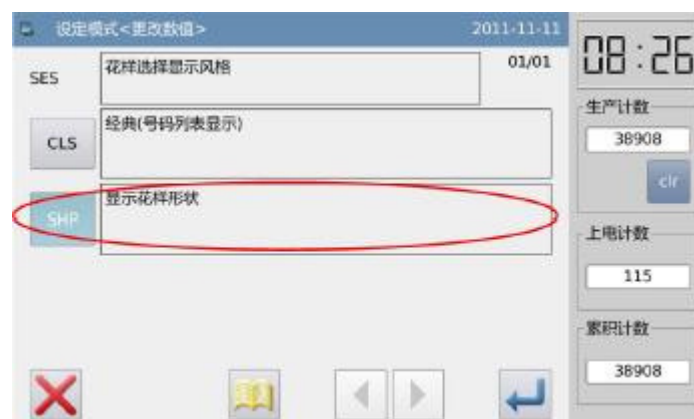 设定模式<更改数值>
2011-11-11
08:26
SES
花样选择显示风格
01/01
CLS
经典(号码列表显示)
SHP
显示花样形状
生产计数
38908
clr
上电计数
115
累积计数
38908